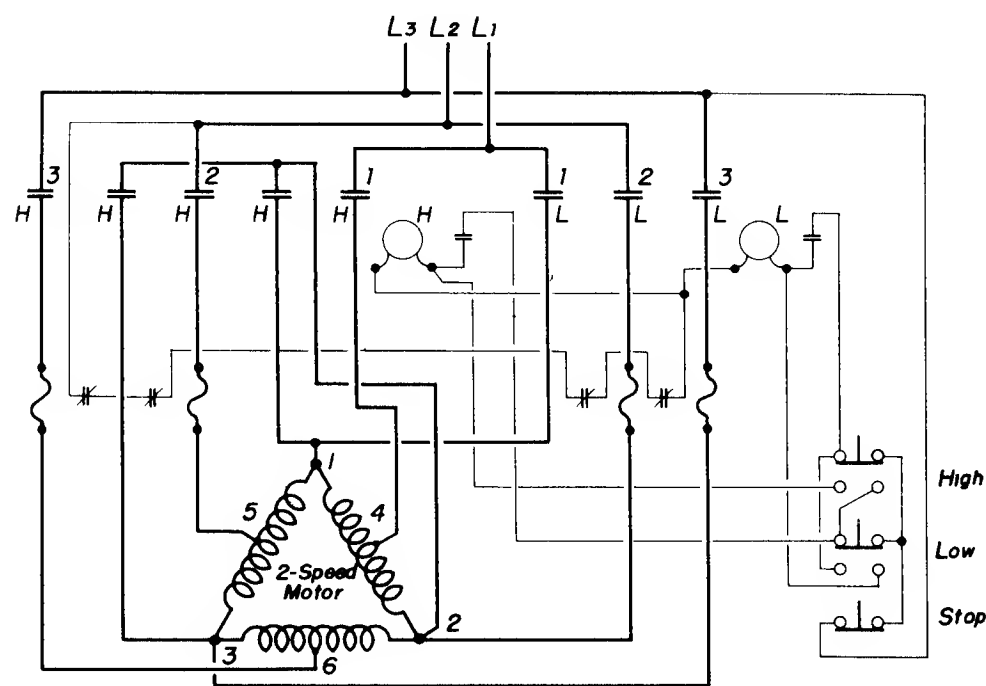 L3 L2 L1
3 2 1 1 2 3
H H H H H L L L
H L
High
Low
Stop
1
5 4
2-Speed
Motor
2
3 6